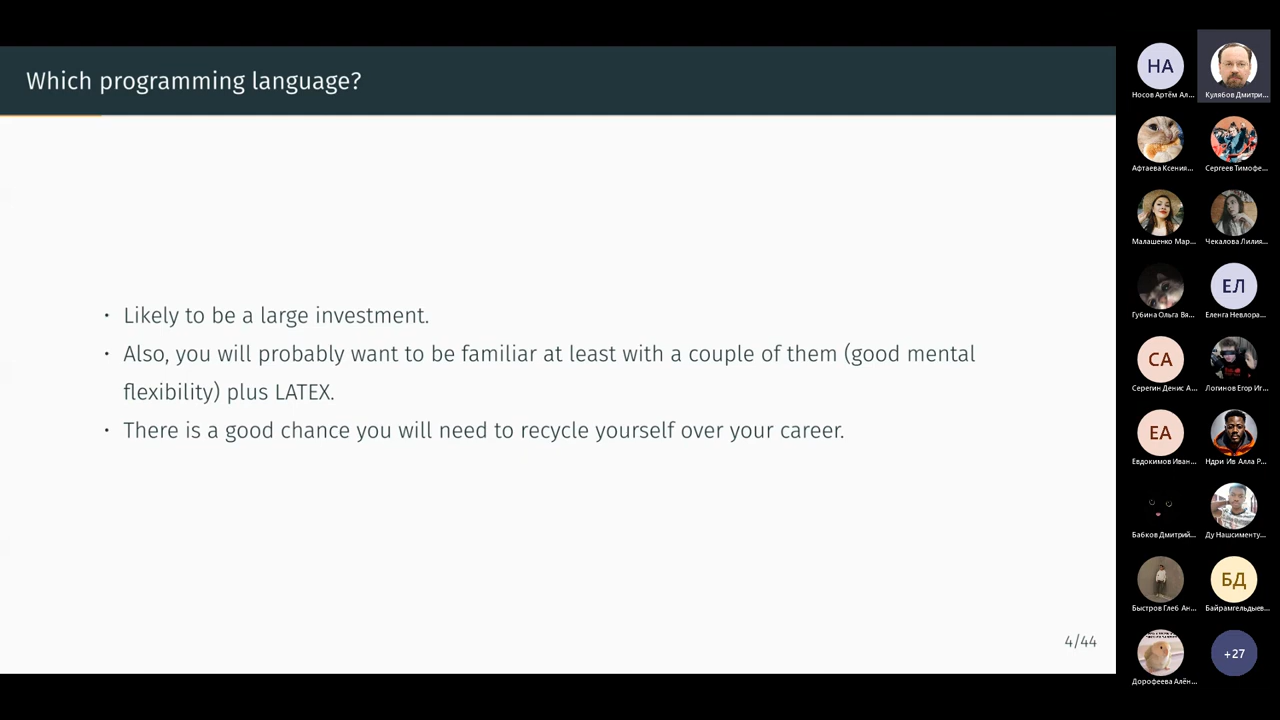 Which programming language?
• Likely to be a large investment.
• Also, you will probably want to be familiar at least with a couple of them (good mental
flexibility) plus LATEX.
• There is a good chance you will need to recycle yourself over your career.
4/44
НА
Носов Артём Ал...
Кулябов Дмитри...
Афтаева Ксения...
Сергеев Тимофе...
Малашенко Мар...
Чекалова Лилия...
Губина Ольга Вя...
ЕЛ
Еленга Невлора...
СА
Серегин Денис А...
Логинов Егор Иг...
ЕА
Евдокимов Иван...
Ндри Ив Алла Р...
Бабков Дмитрий...
Ду Нашсименту...
Быстров Глеб Ан...
БД
Байрамгельдыев...
Дорофеева Алён...
+27